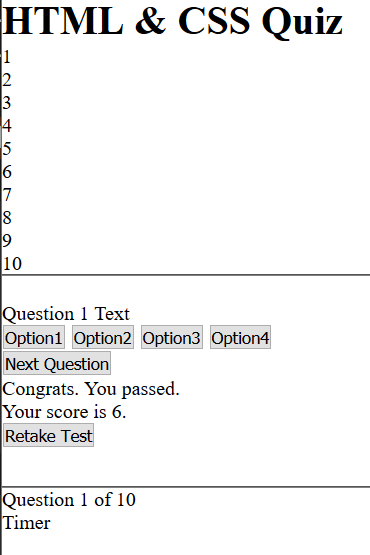 HTML & CSS Quiz
1
2
3
4
5
6
7
8
9
10
Question 1 Text
Option1 Option2 Option3 Option4
Next Question
Congrats. You passed.
Your score is 6.
Retake Test
Question 1 of 10
Timer